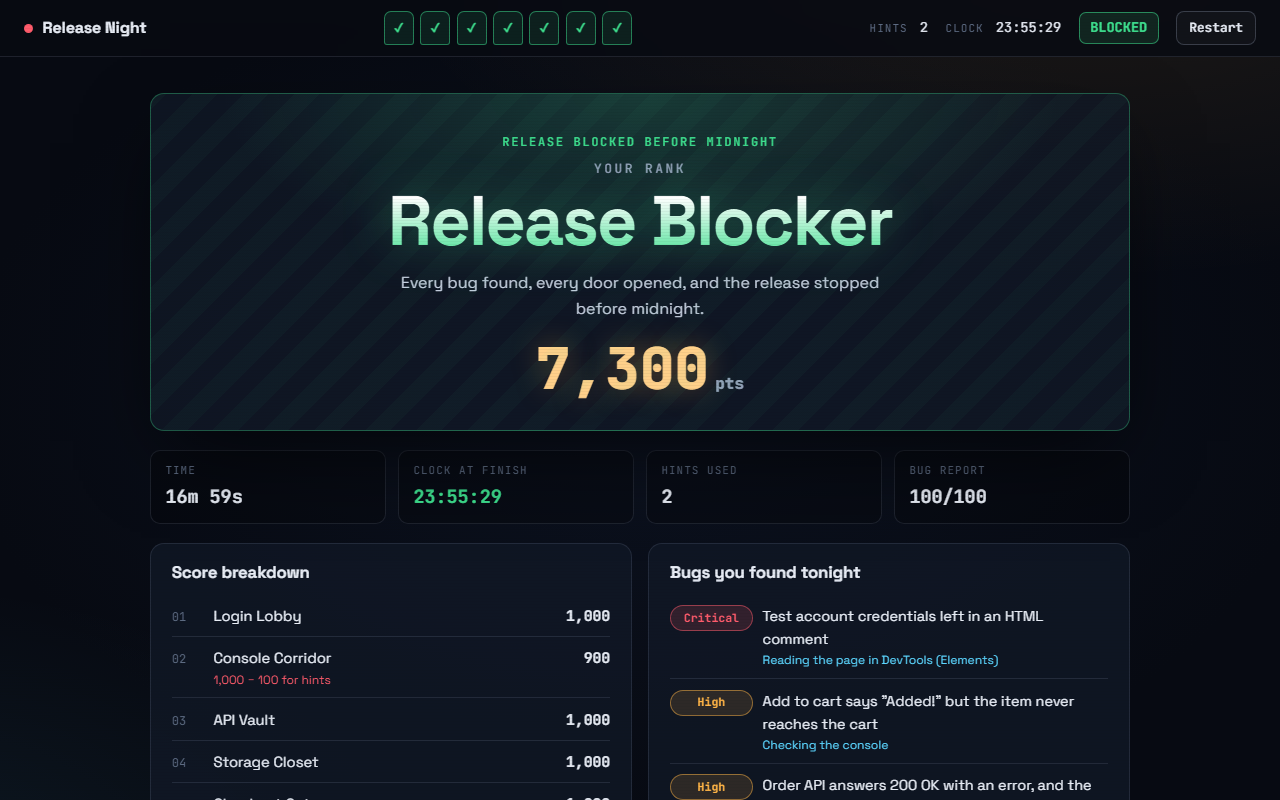 Release Night
✓ ✓ ✓ ✓ ✓ ✓ ✓
HINTS 2 CLOCK 23:55:29 BLOCKED Restart
RELEASE BLOCKED BEFORE MIDNIGHT
YOUR RANK
Release Blocker
Every bug found, every door opened, and the release stopped
before midnight.
7,300 pts
TIME
16m 59s
CLOCK AT FINISH
23:55:29
HINTS USED
2
BUG REPORT
100/100
Score breakdown
01 Login Lobby 1,000
02 Console Corridor 900
1,000 − 100 for hints
03 API Vault 1,000
04 Storage Closet 1,000
Bugs you found tonight
Critical Test account credentials left in an HTML
comment
Reading the page in DevTools (Elements)
High Add to cart says "Added!" but the item never
reaches the cart
Checking the console
High Order API answers 200 OK with an error, and the